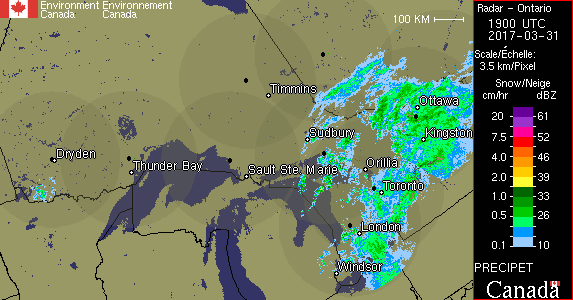 Environment Environnement
Canada Canada
100 KM
Radar - Ontario
1900 UTC
2017-03-31
Scale/Échelle:
3.5 km/Pixel
Snow/Neige
cm/hr dBZ
20 61
7.5 57
5.0 52
4.0 46
2.0 39
1.0 33
0.5 26
0.1 10
PRECIPET
Canada
Timmins
Ottawa
Sudbury
Kingston
Dryden
Thunder Bay
Sault Ste. Marie
Orillia
Toronto
London
Windsor